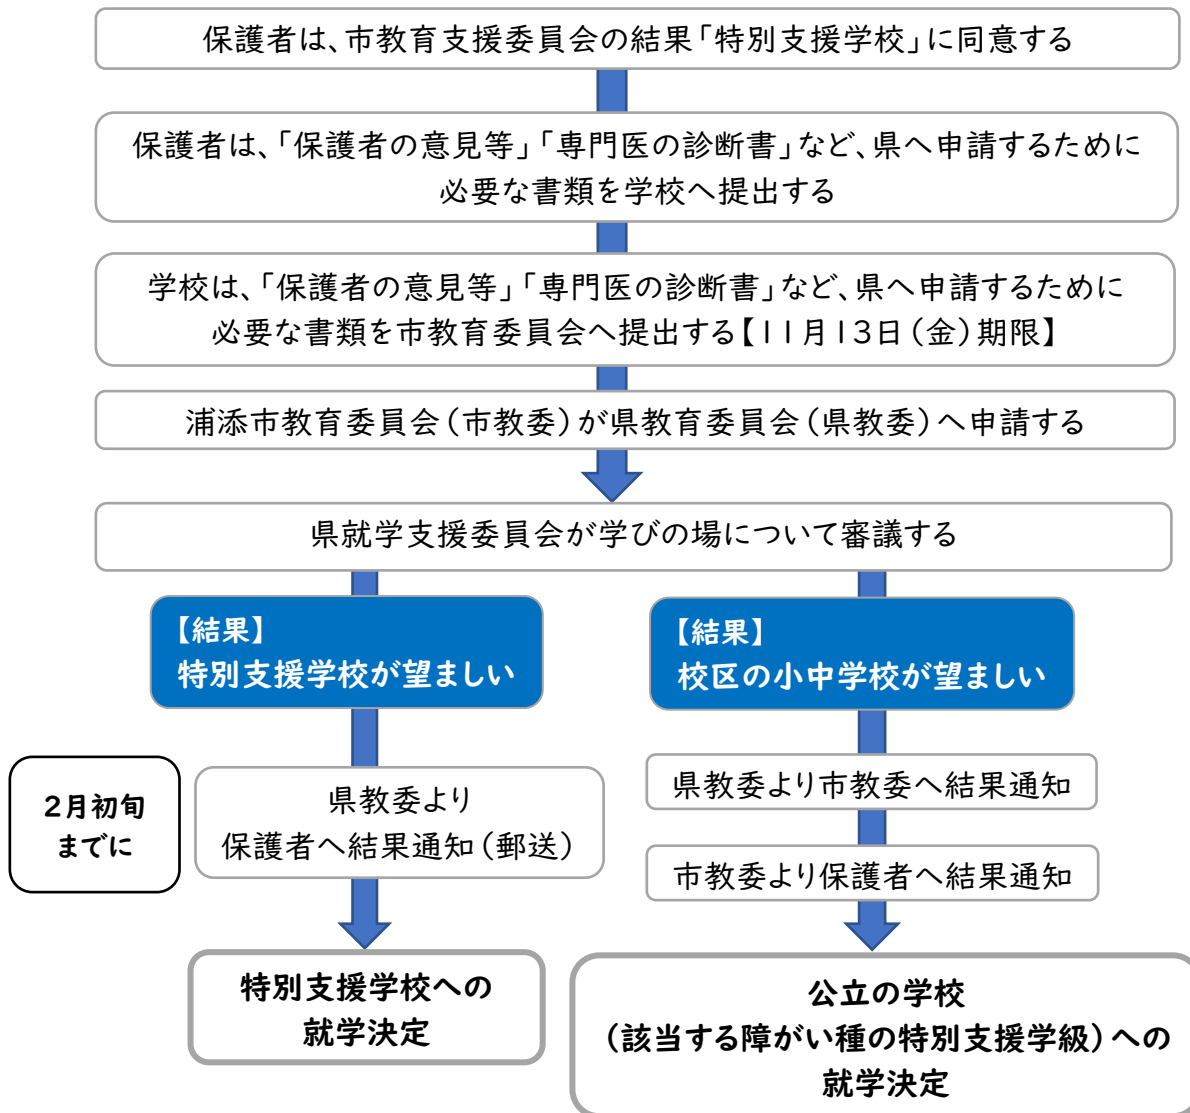 保護者は、市教育支援委員会の結果「特別支援学校」に同意する
保護者は、「保護者の意見等」「専門医の診断書」など、県へ申請するために
必要な書類を学校へ提出する
学校は、「保護者の意見等」「専門医の診断書」など、県へ申請するために
必要な書類を市教育委員会へ提出する【11月13日(金)期限】
浦添市教育委員会(市教委)が県教育委員会(県教委)へ申請する
県就学支援委員会が学びの場について審議する
【結果】
特別支援学校が望ましい
【結果】
校区の小中学校が望ましい
2月初旬
までに
県教委より
保護者へ結果通知(郵送)
県教委より市教委へ結果通知
市教委より保護者へ結果通知
特別支援学校への
就学決定
公立の学校
(該当する障がい種の特別支援学級)への
就学決定